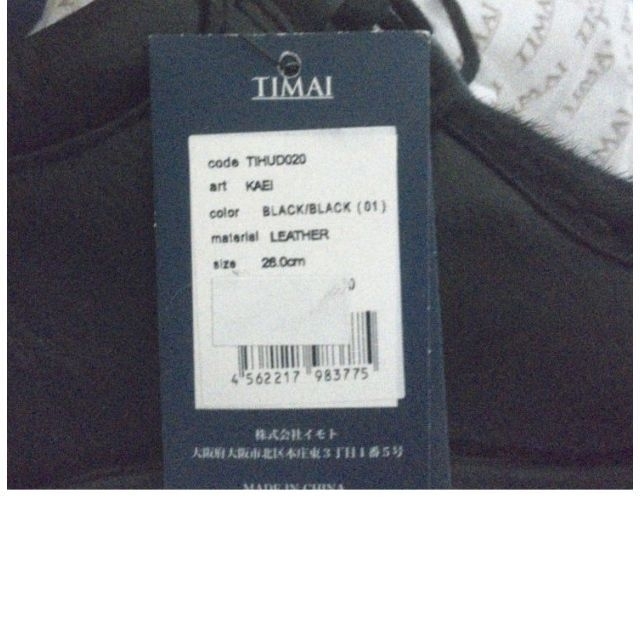 TIMAI
TIMAI
code TIHUD020
art KAEI
color BLACK/BLACK (01)
material LEATHER
size 26.0cm
0
4 562217 983775
株式会社イモト
大阪府大阪市北区本庄東3丁目1番5号
MADE IN CHINA